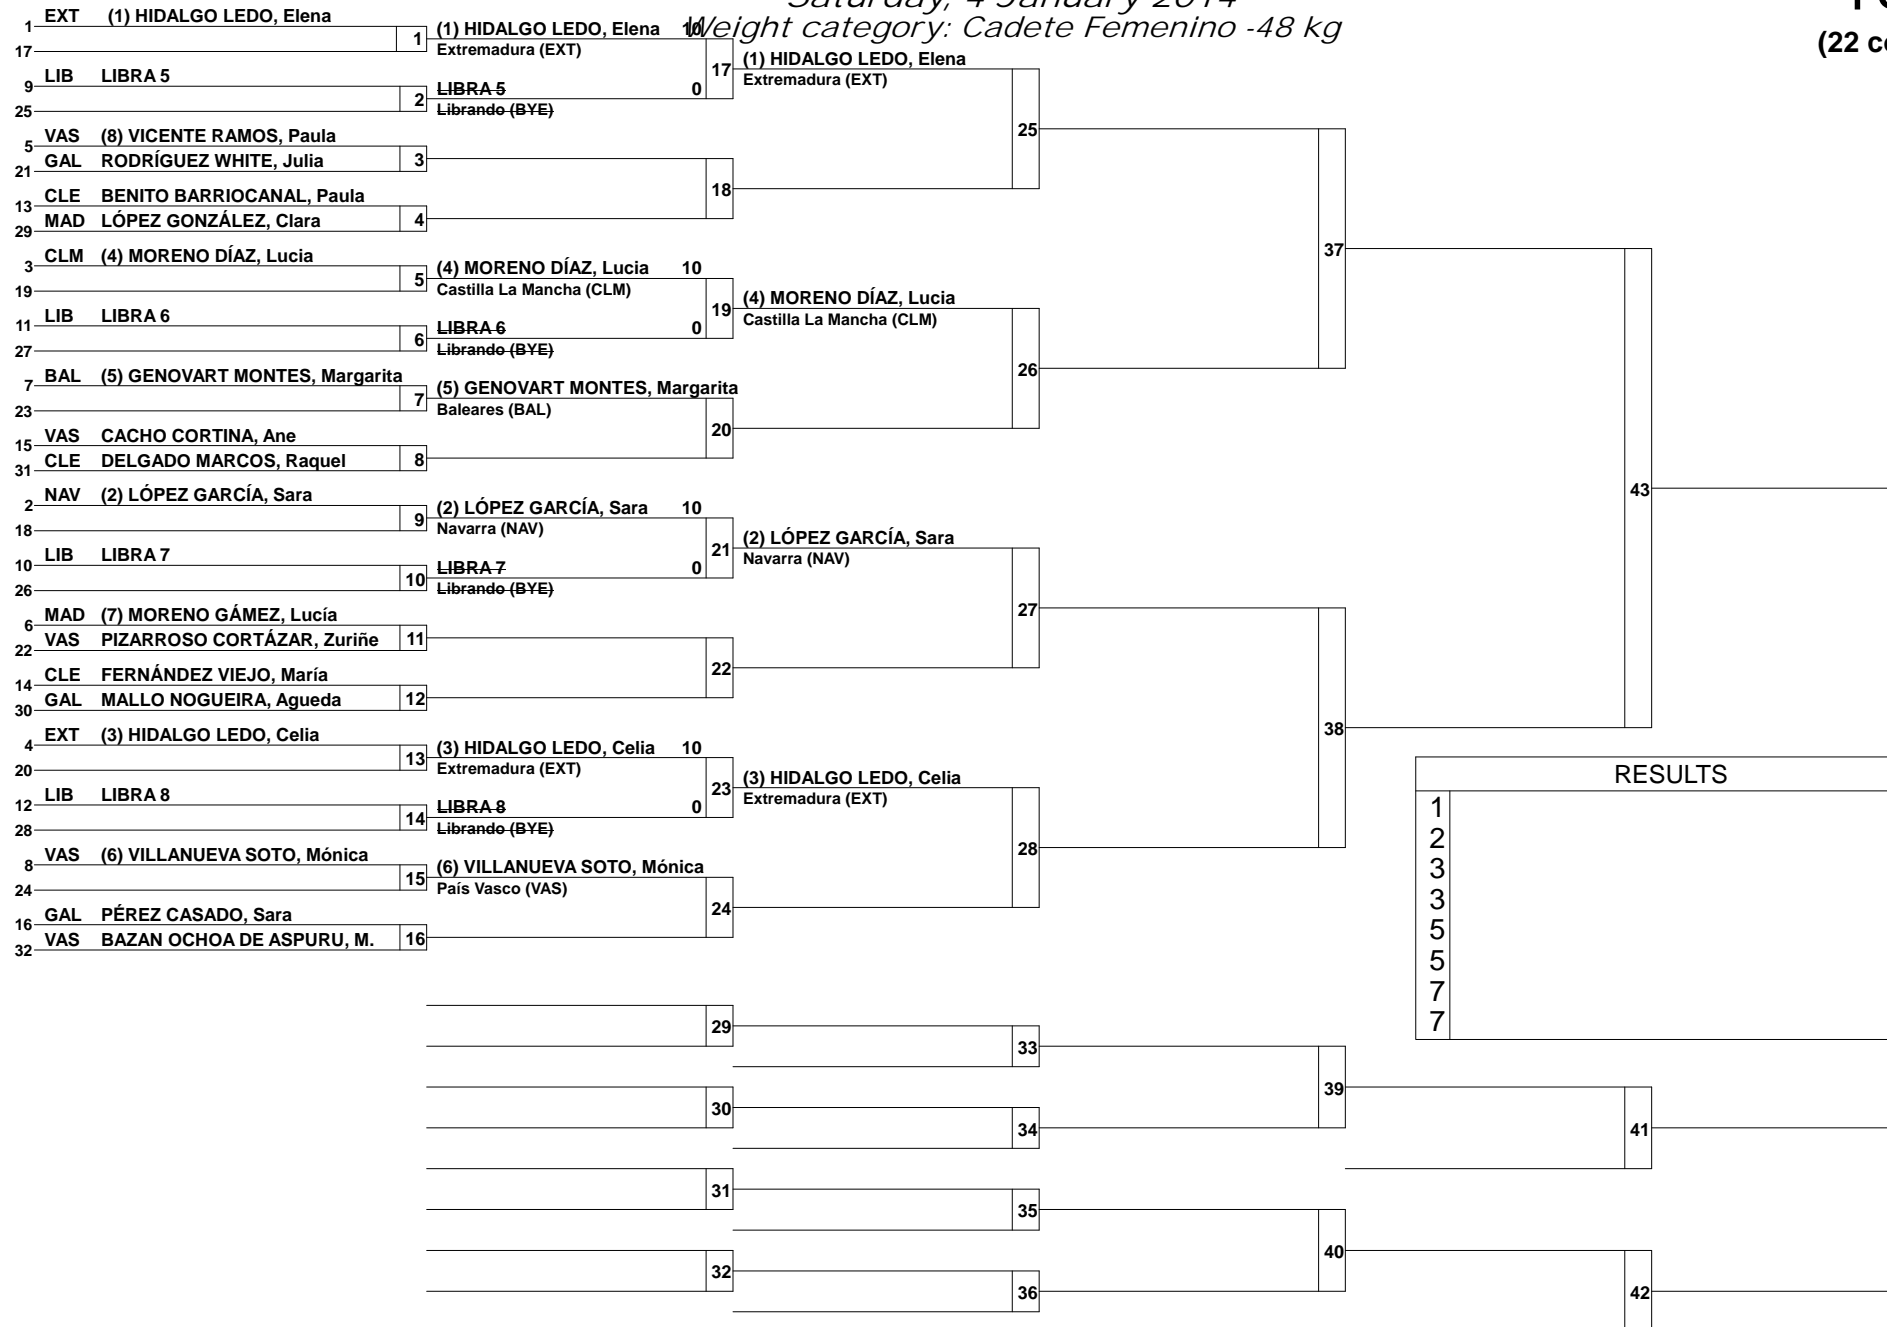 Saturday, 4 January 2014
Weight category: Cadete Femenino -48 kg
(22 c
1 EXT (1) HIDALGO LEDO, Elena
17
1
9 LIB LIBRA 5
25
2
5 VAS (8) VICENTE RAMOS, Paula
21 GAL RODRÍGUEZ WHITE, Julia
3
13 CLE BENITO BARRIOCANAL, Paula
29 MAD LÓPEZ GONZÁLEZ, Clara
4
3 CLM (4) MORENO DÍAZ, Lucia
19
5
11 LIB LIBRA 6
27
6
7 BAL (5) GENOVART MONTES, Margarita
23
7
15 VAS CACHO CORTINA, Ane
31 CLE DELGADO MARCOS, Raquel
8
2 NAV (2) LÓPEZ GARCÍA, Sara
18
9
10 LIB LIBRA 7
26
10
6 MAD (7) MORENO GÁMEZ, Lucía
22 VAS PIZARROSO CORTÁZAR, Zuriñe
11
14 CLE FERNÁNDEZ VIEJO, María
30 GAL MALLO NOGUEIRA, Agueda
12
4 EXT (3) HIDALGO LEDO, Celia
20
13
12 LIB LIBRA 8
28
14
8 VAS (6) VILLANUEVA SOTO, Mónica
24
15
16 GAL PÉREZ CASADO, Sara
32 VAS BAZAN OCHOA DE ASPURU, M.
16
(1) HIDALGO LEDO, Elena 10
Extremadura (EXT)
17
LIBRA 5 0
Librando (BYE)
18
(4) MORENO DÍAZ, Lucia 10
Castilla La Mancha (CLM)
19
LIBRA 6 0
Librando (BYE)
(5) GENOVART MONTES, Margarita
Baleares (BAL)
20
(2) LÓPEZ GARCÍA, Sara 10
Navarra (NAV)
21
LIBRA 7 0
Librando (BYE)
22
(3) HIDALGO LEDO, Celia 10
Extremadura (EXT)
23
LIBRA 8 0
Librando (BYE)
(6) VILLANUEVA SOTO, Mónica
País Vasco (VAS)
24
(1) HIDALGO LEDO, Elena
Extremadura (EXT)
25
(4) MORENO DÍAZ, Lucia
Castilla La Mancha (CLM)
26
(2) LÓPEZ GARCÍA, Sara
Navarra (NAV)
27
(3) HIDALGO LEDO, Celia
Extremadura (EXT)
28
37
38
43
RESULTS
1
2
3
3
5
5
7
7
29
30
31
32
33
34
35
36
39
40
41
42